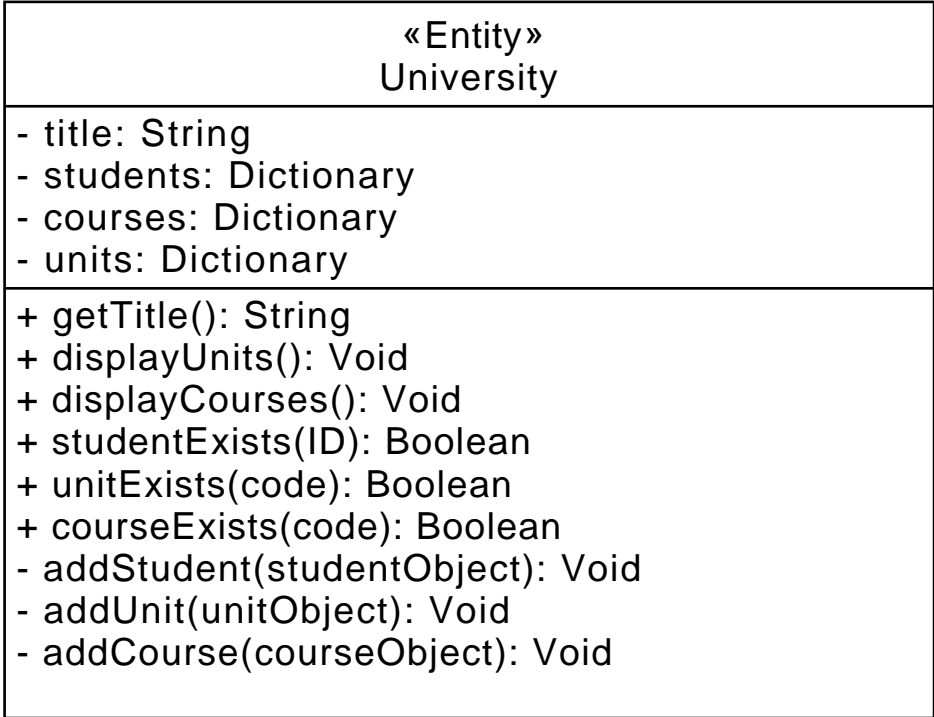 «Entity»
University
- title: String
- students: Dictionary
- courses: Dictionary
- units: Dictionary
+ getTitle(): String
+ displayUnits(): Void
+ displayCourses(): Void
+ studentExists(ID): Boolean
+ unitExists(code): Boolean
+ courseExists(code): Boolean
- addStudent(studentObject): Void
- addUnit(unitObject): Void
- addCourse(courseObject): Void